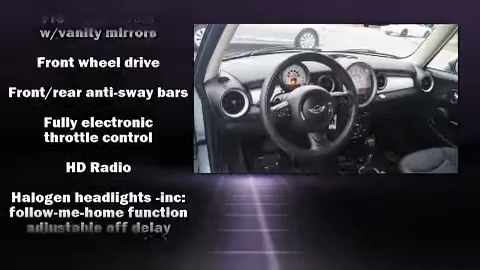 w/vanity mirrors
Front wheel drive
Front/rear anti-sway bars
Fully electronic
throttle control
HD Radio
Halogen headlights -inc:
follow-me-home function
adjustable off delay